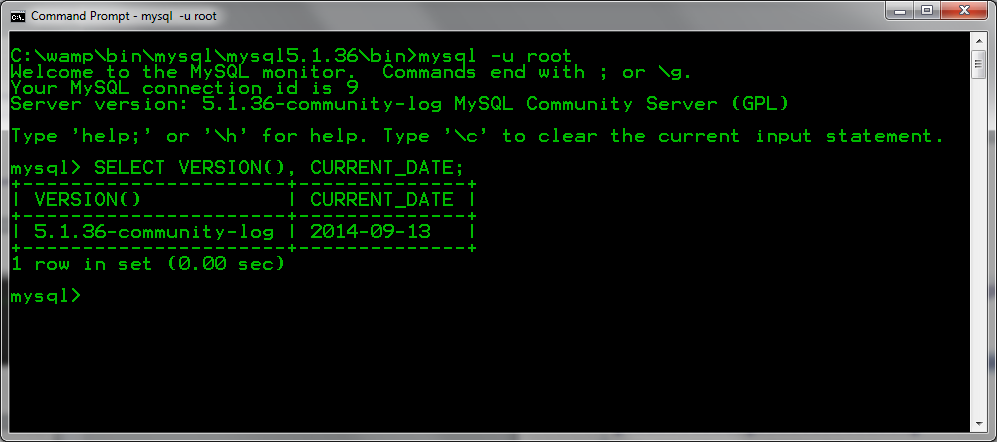 Command Prompt - mysql -u root
C:\wamp\bin\mysql\mysql5.1.36\bin>mysql -u root
Welcome to the MySQL monitor.  Commands end with ; or \g.
Your MySQL connection id is 9
Server version: 5.1.36-community-log MySQL Community Server (GPL)
Type 'help;' or '\h' for help. Type '\c' to clear the current input statement.
mysql> SELECT VERSION(), CURRENT_DATE;
+----------------------+--------------+
| VERSION()            | CURRENT_DATE |
+----------------------+--------------+
| 5.1.36-community-log | 2014-09-13   |
+----------------------+--------------+
1 row in set (0.00 sec)
mysql>